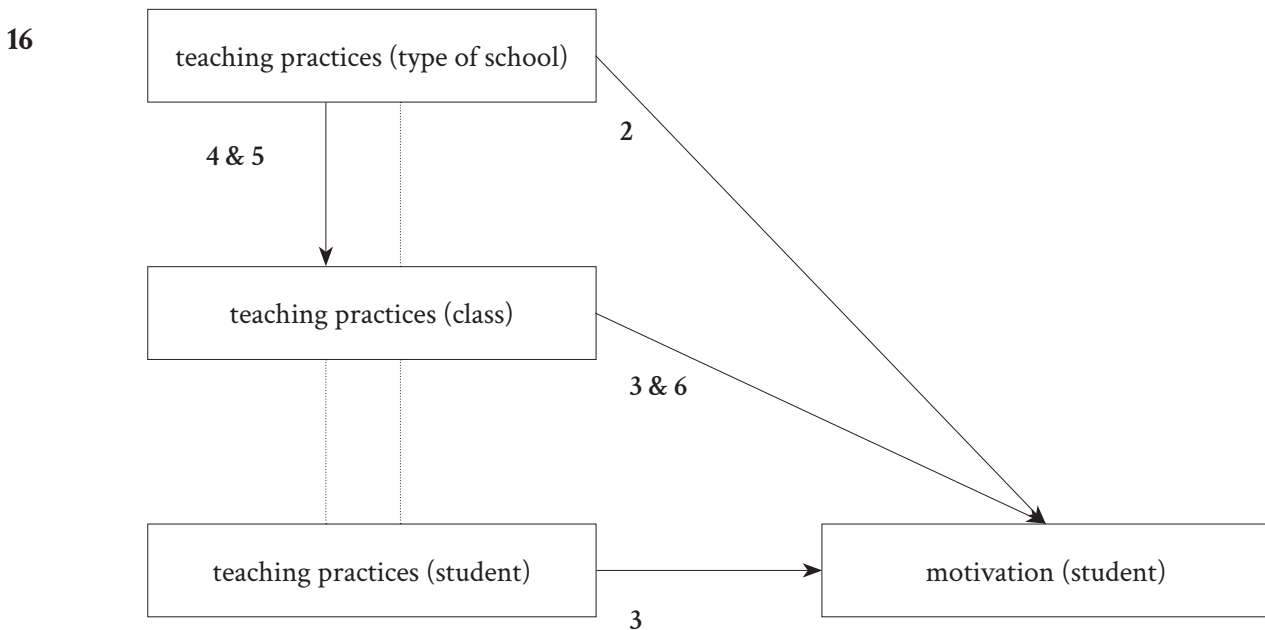 16
teaching practices (type of school)
2
4 & 5
teaching practices (class)
3 & 6
teaching practices (student)
motivation (student)
3